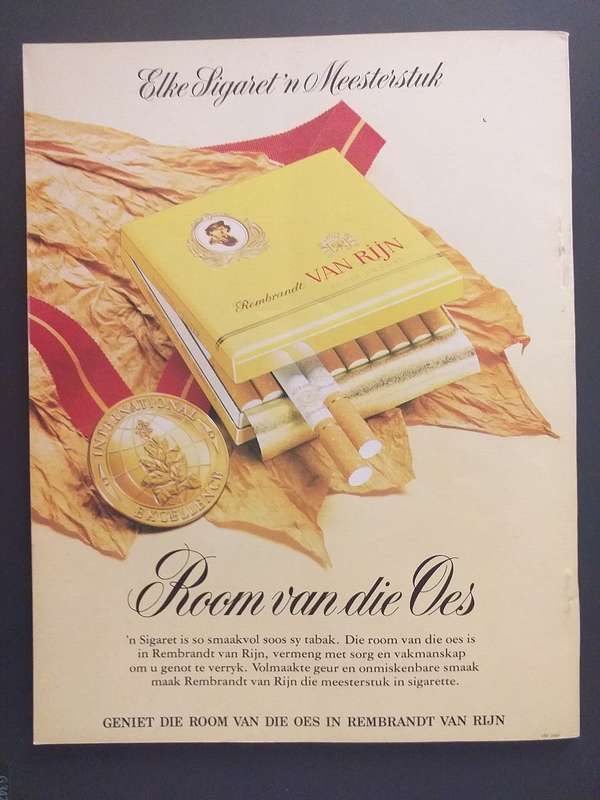 Elke Sigaret 'n Meesterstuk
Rembrandt VAN RIJN
INTERNATIONAL
EXCELLENCE
Room van die Oes
'n Sigaret is so smaakvol soos sy tabak. Die room van die oes is
in Rembrandt van Rijn, vermeng met sorg en vakmanskap
om u genot te verryk. Volmaakte geur en onmiskenbare smaak
maak Rembrandt van Rijn die meesterstuk in sigarette.
GENIET DIE ROOM VAN DIE OES IN REMBRANDT VAN RIJN